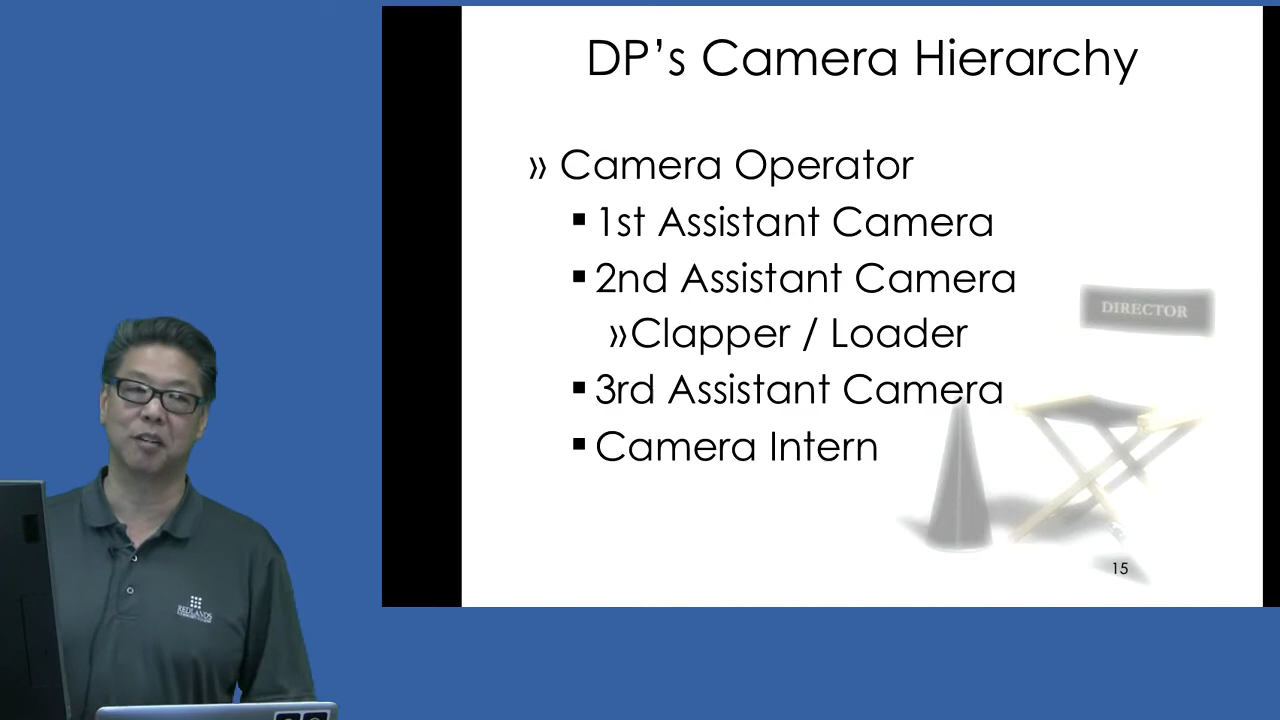 DP’s Camera Hierarchy
» Camera Operator
▪ 1st Assistant Camera
▪ 2nd Assistant Camera
»Clapper / Loader
▪ 3rd Assistant Camera
▪ Camera Intern
DIRECTOR
15
REDLANDS